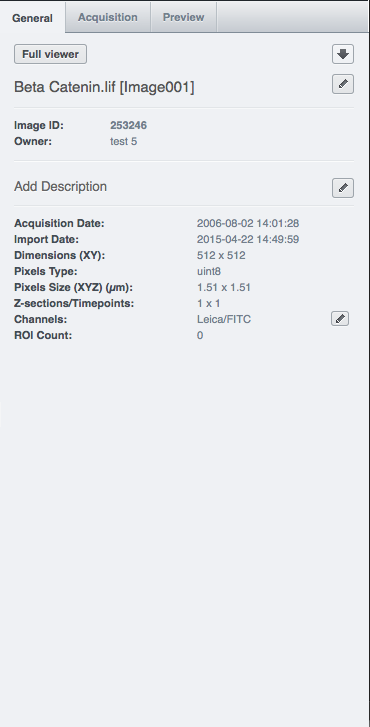 General Acquisition Preview
Full viewer
Beta Catenin.lif [Image001]
Image ID: 253246
Owner: test 5
Add Description
Acquisition Date: 2006-08-02 14:01:28
Import Date: 2015-04-22 14:49:59
Dimensions (XY): 512 x 512
Pixels Type: uint8
Pixels Size (XYZ) (µm): 1.51 x 1.51
Z-sections/Timepoints: 1 x 1
Channels: Leica/FITC
ROI Count: 0